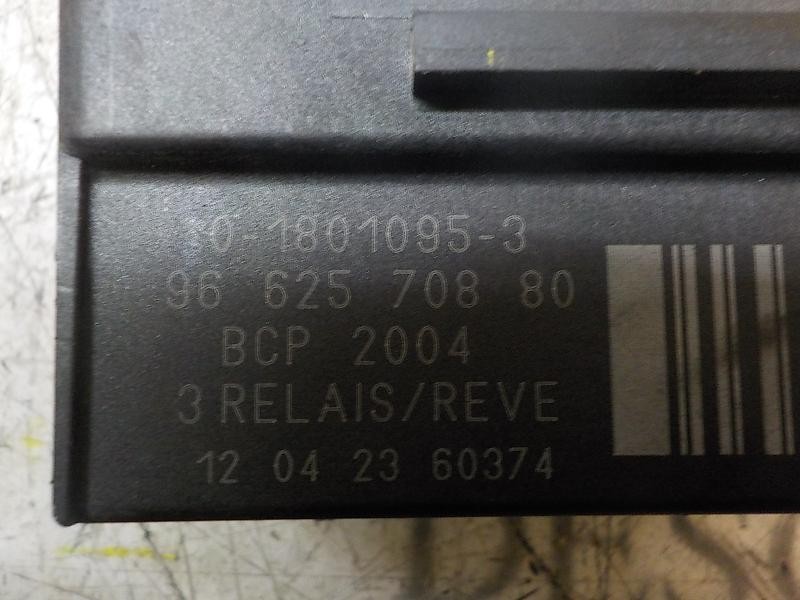 0-1801095-3
96 625 708 80
BCP 2004
3 RELAIS/REVE
12 04 23 60374